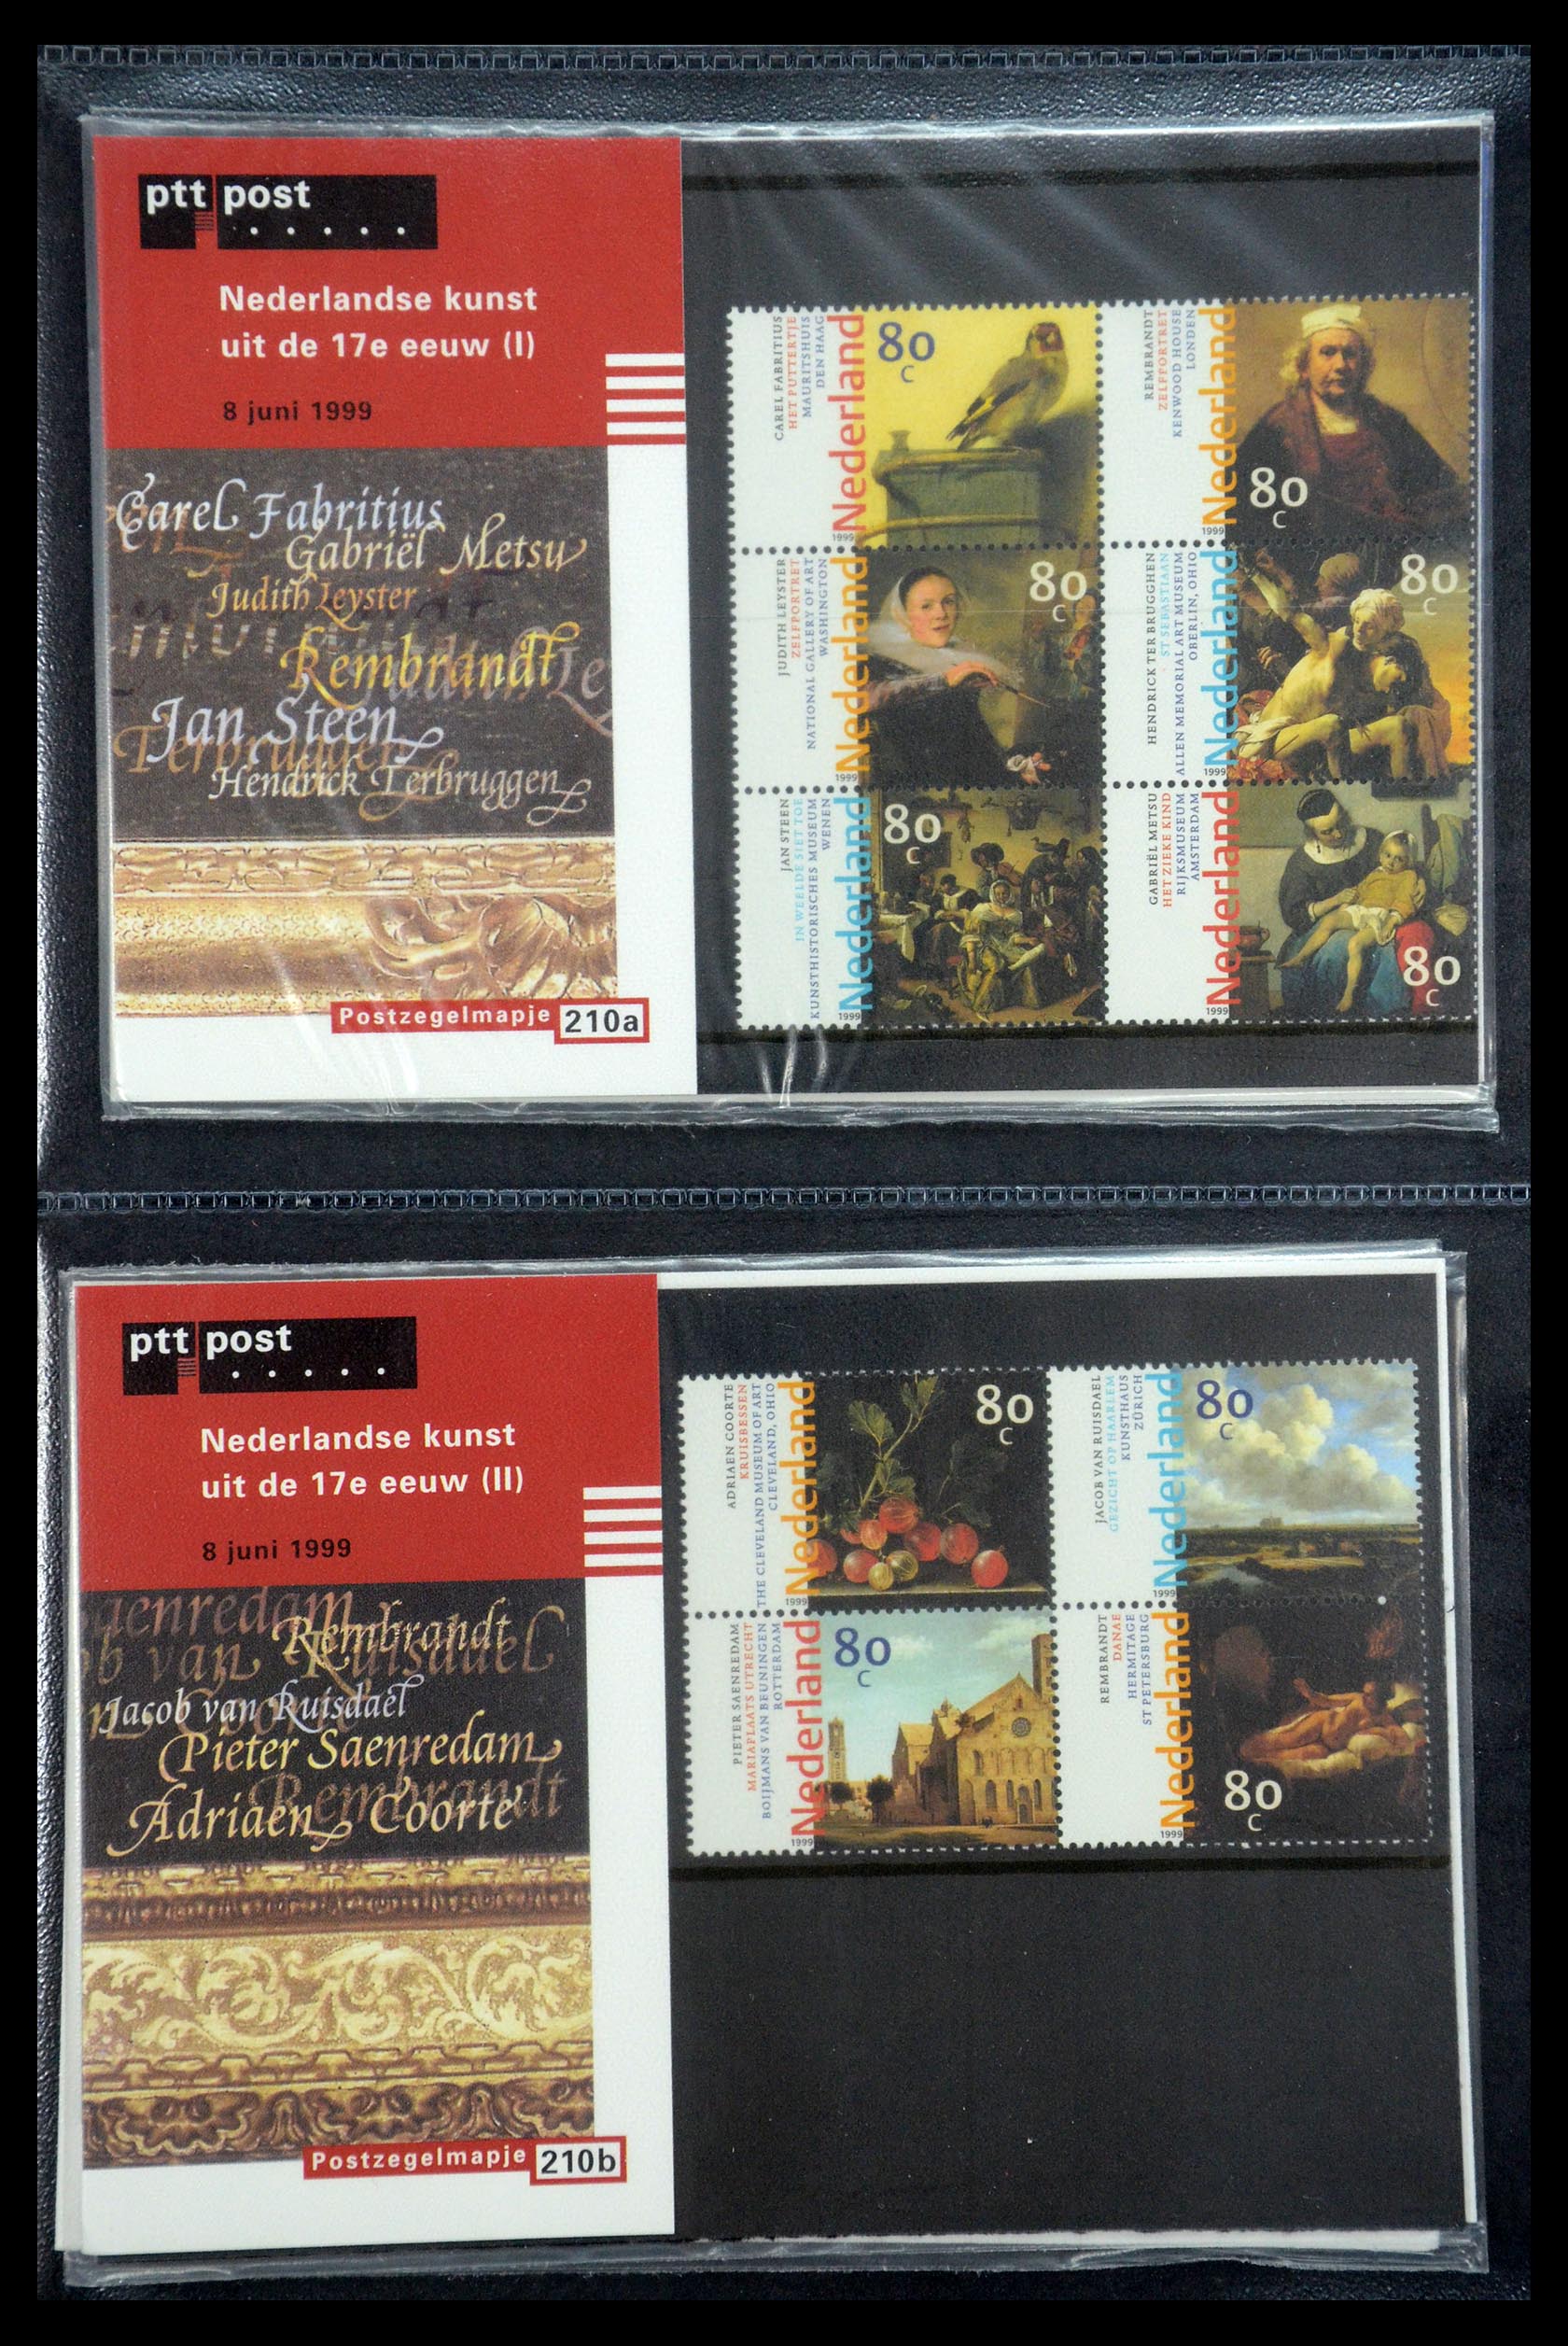 ptt post
Nederlandse kunst
uit de 17e eeuw (I)
8 juni 1999
Carel Fabritius
Gabriël Metsu
Judith Leyster
Rembrandt
Jan Steen
Terbruggen
Hendrick Terbruggen
Postzegelmapje 210a
CAREL FABRITIUS
HET PUTTERTJE
MAURITSHUIS
DEN HAAG
Nederland
1999
80
C
REMBRANDT
ZELFPORTRET
KENWOOD HOUSE
LONDEN
Nederland
1999
80
C
JUDITH LEYSTER
ZELFPORTRET
NATIONAL GALLERY OF ART
WASHINGTON
Nederland
1999
80
C
HENDRICK TER BRUGGHEN
ST SEBASTIAAN
ALLEN MEMORIAL ART MUSEUM
OBERLIN, OHIO
Nederland
1999
80
C
JAN STEEN
IN WEELDE SIET TOE
KUNSTHISTORISCHES MUSEUM
WENEN
Nederland
1999
80
C
GABRIËL METSU
HET ZIEKE KIND
RIJKSMUSEUM
AMSTERDAM
Nederland
1999
80
C
ptt post
Nederlandse kunst
uit de 17e eeuw (II)
8 juni 1999
aenredam
Rembrandt
ob van Ruisdael
Jacob van Ruisdael
Pieter Saenredam
Rembrandt
Adriaen Coorte
Postzegelmapje 210b
ADRIAEN COORTE
KRUISBESSEN
THE CLEVELAND MUSEUM OF ART
CLEVELAND, OHIO
Nederland
1999
80
C
JACOB VAN RUISDAEL
GEZICHT OP HAARLEM
KUNSTHAUS
ZÜRICH
Nederland
1999
80
C
PIETER SAENREDAM
MARIAPLAATS UTRECHT
BOIJMANS VAN BEUNINGEN
ROTTERDAM
Nederland
1999
80
C
REMBRANDT
DANAE
HERMITAGE
ST PETERSBURG
Nederland
1999
80
C